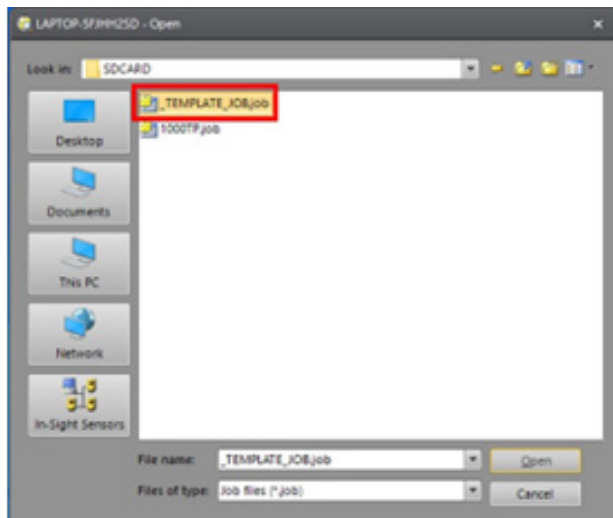 LAPTOP-5FJHH2SD - Open
Look in: SDCARD
_TEMPLATE_JOB.job
1000TP.job
Desktop
Documents
This PC
Network
In-Sight Sensors
File name: _TEMPLATE_JOB.job Open
Files of type: Job files (*.job) Cancel